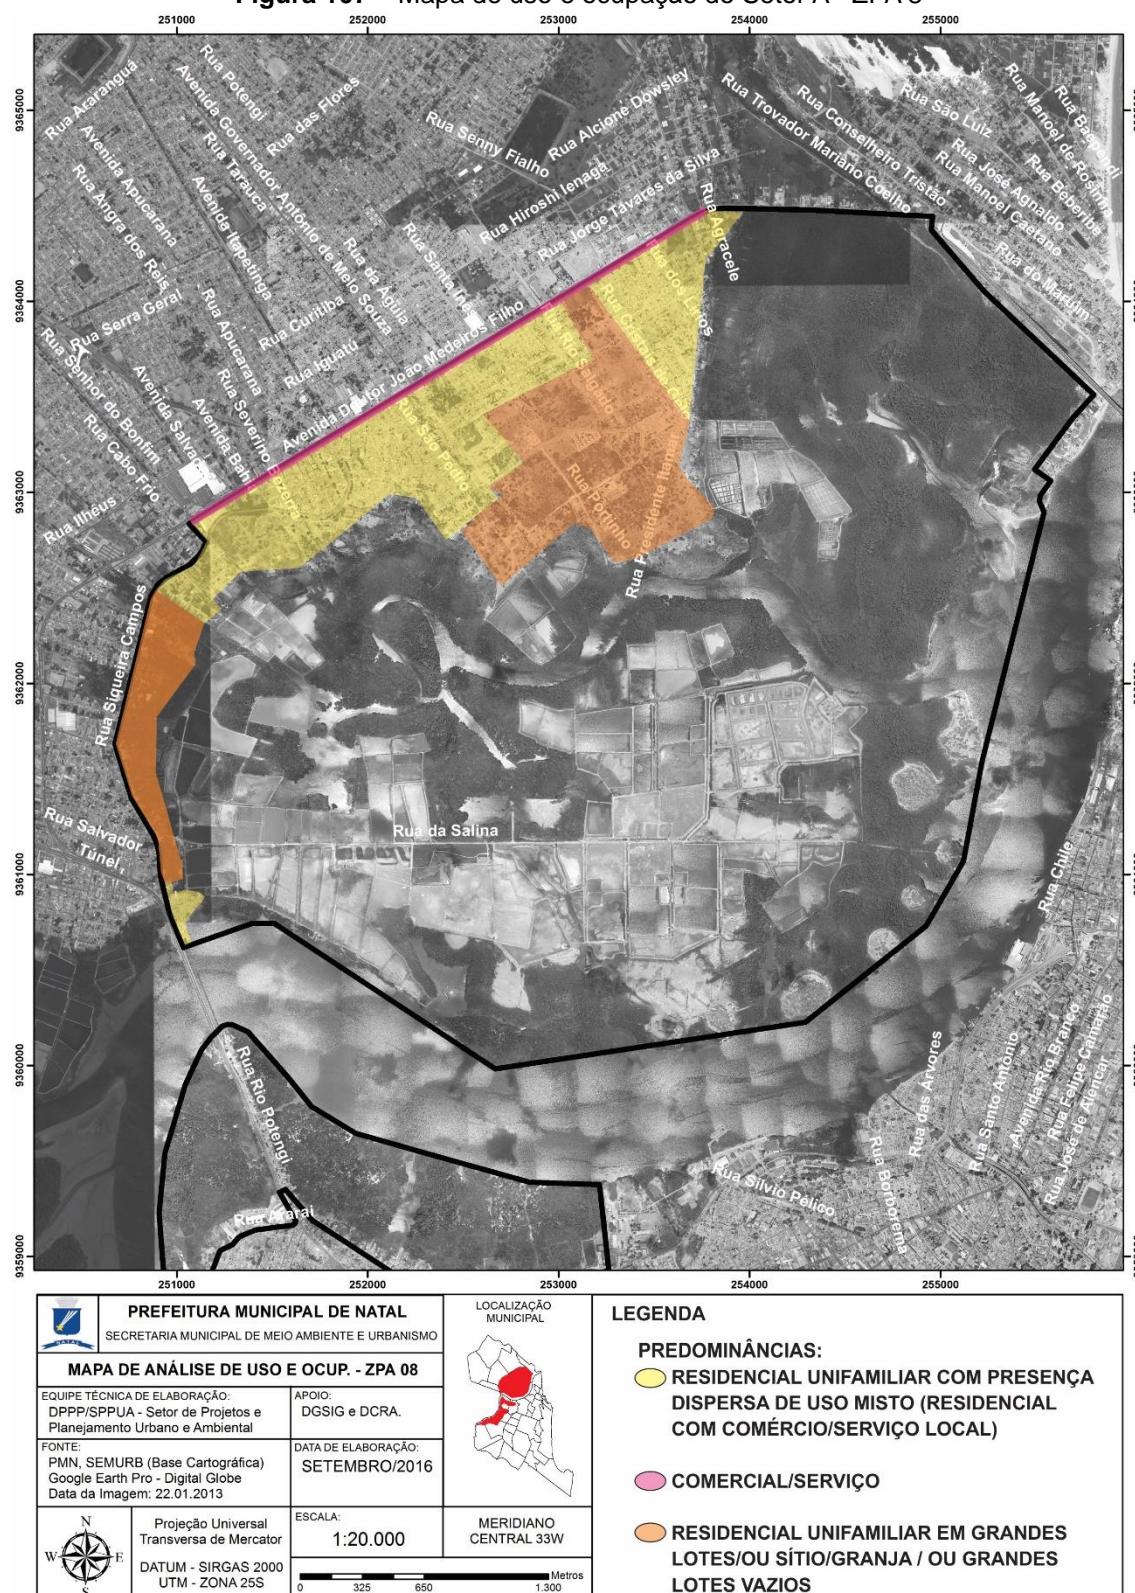 Figura 107 – Mapa de uso e ocupação do Setor A - ZPA 8
251000 252000 253000 254000 255000
9365000
9364000
9363000
9362000
9361000
9360000
9359000
Rua Araranguá
Rua Potengi
Avenida Governador Antônio de Melo Souza
Rua das Flores
Rua Tarauca
Avenida Apucarana
Rua Angra dos Reis
Avenida Itapetinga
Rua da Águia
Rua Santa Inês
Rua Senny Fialho
Rua Alcione Dowsley
Rua Hiroshi Ienaga
Rua Jorge Tavares da Silva
Rua Agracele
Rua Trovador Mariano Coelho
Rua Conselheiro Tristão
Rua São Luiz
Rua Manoel Caetano
Rua José Agnaldo
Rua Beberibe
Rua Manoel de Rosinha
Rua Baependi
Rua do Maruim
Rua Serra Geral
Rua Curitiba
Rua Iguatú
Rua Apucarana
Rua Senhor do Bonfim
Rua Cabo Frio
Avenida Salvador
Avenida Bahia
Rua Severino Bezerra
Avenida Doutor João Medeiros Filho
Rua Ilhéus
Rua São Pedro
Rua Rio Salgado
Rua dos Lírios
Rua Portinho
Rua Presidente Itamir
Rua Siqueira Campos
Rua Salvador
Túnel
Rua da Salina
Rua Chile
Rua Rio Potengi
Rua Ararai
Rua das Árvores
Rua Santo Antônio
Avenida Rio Branco
Rua Felipe Camarão
Rua José de Alencar
Rua Silvio Pélico
Rua Borborema
251000 252000 253000 254000 255000
PREFEITURA MUNICIPAL DE NATAL
SECRETARIA MUNICIPAL DE MEIO AMBIENTE E URBANISMO
NATAL
MAPA DE ANÁLISE DE USO E OCUP. - ZPA 08
EQUIPE TÉCNICA DE ELABORAÇÃO:
DPPP/SPPUA - Setor de Projetos e
Planejamento Urbano e Ambiental
APOIO:
DGSIG e DCRA.
FONTE:
PMN, SEMURB (Base Cartográfica)
Google Earth Pro - Digital Globe
Data da Imagem: 22.01.2013
DATA DE ELABORAÇÃO:
SETEMBRO/2016
N
W E
S
Projeção Universal
Transversa de Mercator
DATUM - SIRGAS 2000
UTM - ZONA 25S
ESCALA:
1:20.000
Metros
0 325 650 1.300
LOCALIZAÇÃO
MUNICIPAL
MERIDIANO
CENTRAL 33W
LEGENDA
PREDOMINÂNCIAS:
RESIDENCIAL UNIFAMILIAR COM PRESENÇA
DISPERSA DE USO MISTO (RESIDENCIAL
COM COMÉRCIO/SERVIÇO LOCAL)
COMERCIAL/SERVIÇO
RESIDENCIAL UNIFAMILIAR EM GRANDES
LOTES/OU SÍTIO/GRANJA / OU GRANDES
LOTES VAZIOS